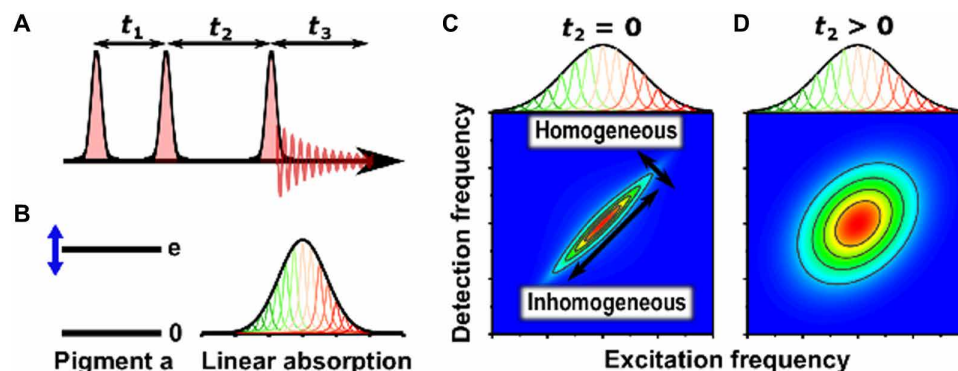 A
t₁ t₂ t₃
B
e
0
Pigment a
Linear absorption
C
t₂ = 0
Homogeneous
Inhomogeneous
Detection frequency
D
t₂ > 0
Excitation frequency